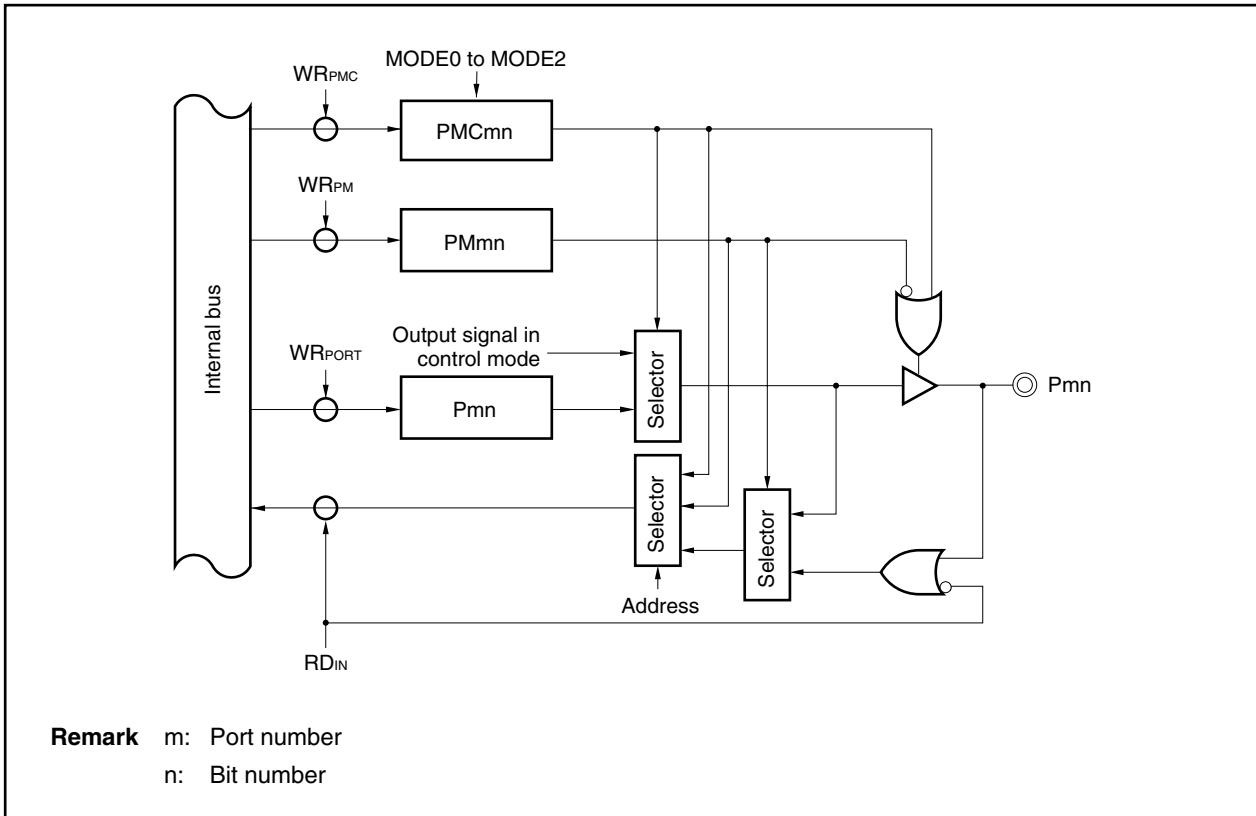 MODE0 to MODE2
WRPMC
PMCmn
WRPM
PMmn
Internal bus
Output signal in
control mode
WRPORT
Pmn
Selector
Pmn
Selector
Selector
Address
RDIN
Remark m: Port number
n: Bit number